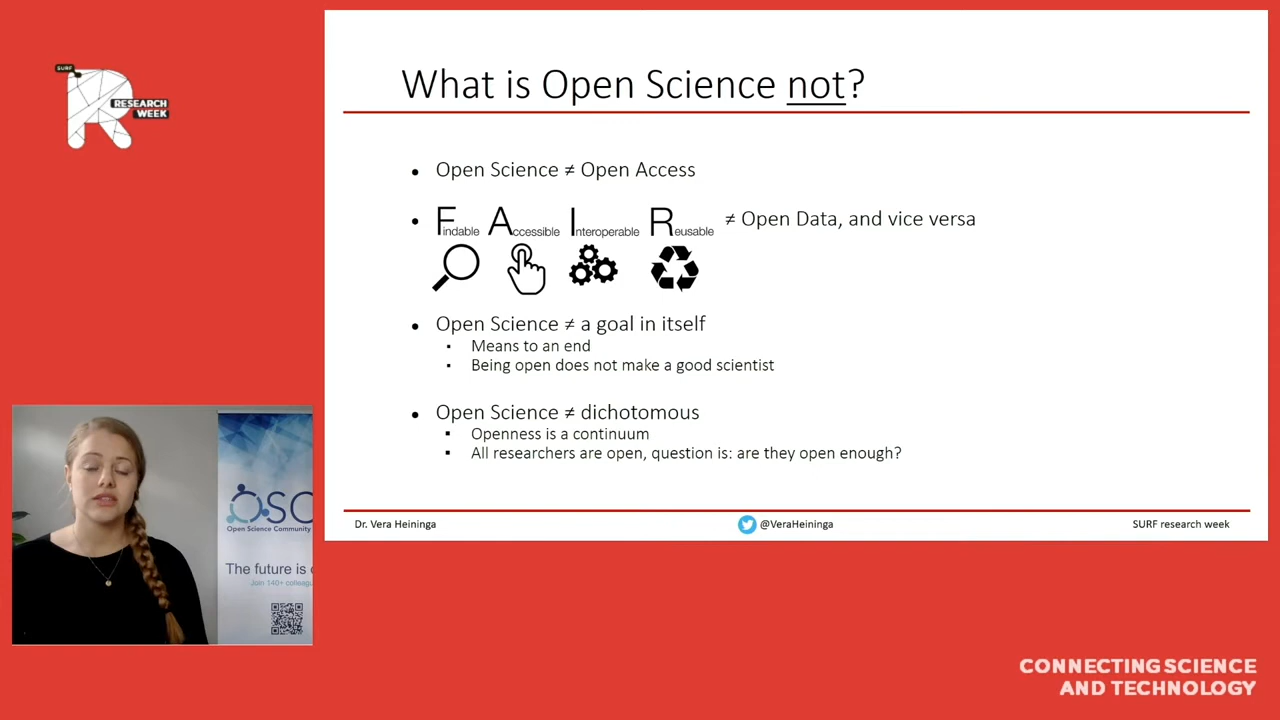 SURF
RESEARCH
WEEK
What is Open Science not?
• Open Science ≠ Open Access
• Findable Accessible Interoperable Reusable ≠ Open Data, and vice versa
• Open Science ≠ a goal in itself
▪ Means to an end
▪ Being open does not make a good scientist
• Open Science ≠ dichotomous
▪ Openness is a continuum
▪ All researchers are open, question is: are they open enough?
Dr. Vera Heininga @VeraHeininga SURF research week
OSC
Open Science Community
The future is
Join 140+
CONNECTING SCIENCE
AND TECHNOLOGY